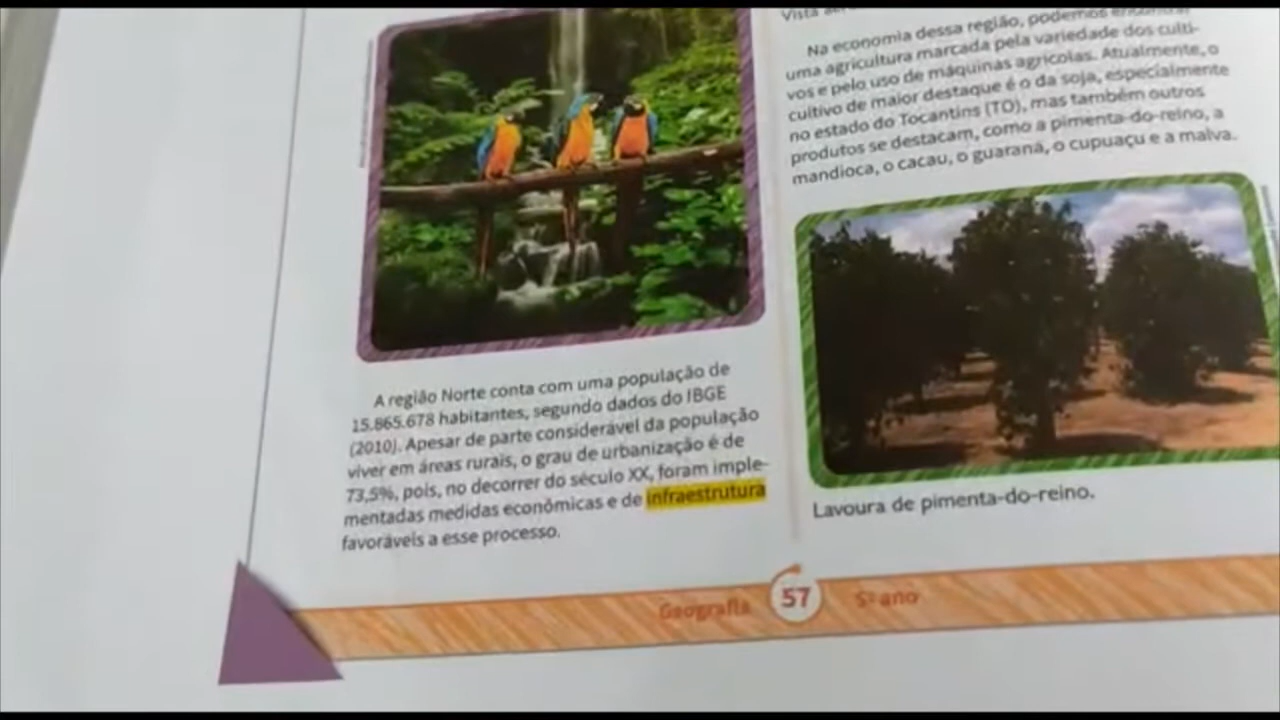 A região Norte conta com uma população de
15.865.678 habitantes, segundo dados do IBGE
(2010). Apesar de parte considerável da população
viver em áreas rurais, o grau de urbanização é de
73,5%, pois, no decorrer do século XX, foram imple-
mentadas medidas econômicas e de infraestrutura
favoráveis a esse processo.
Vista
Na economia dessa região, podemos encontrar
uma agricultura marcada pela variedade dos culti-
vos e pelo uso de máquinas agrícolas. Atualmente, o
cultivo de maior destaque é o da soja, especialmente
no estado do Tocantins (TO), mas também outros
produtos se destacam, como a pimenta-do-reino, a
mandioca, o cacau, o guaraná, o cupuaçu e a malva.
Lavoura de pimenta-do-reino.
Geografia 57 5º ano